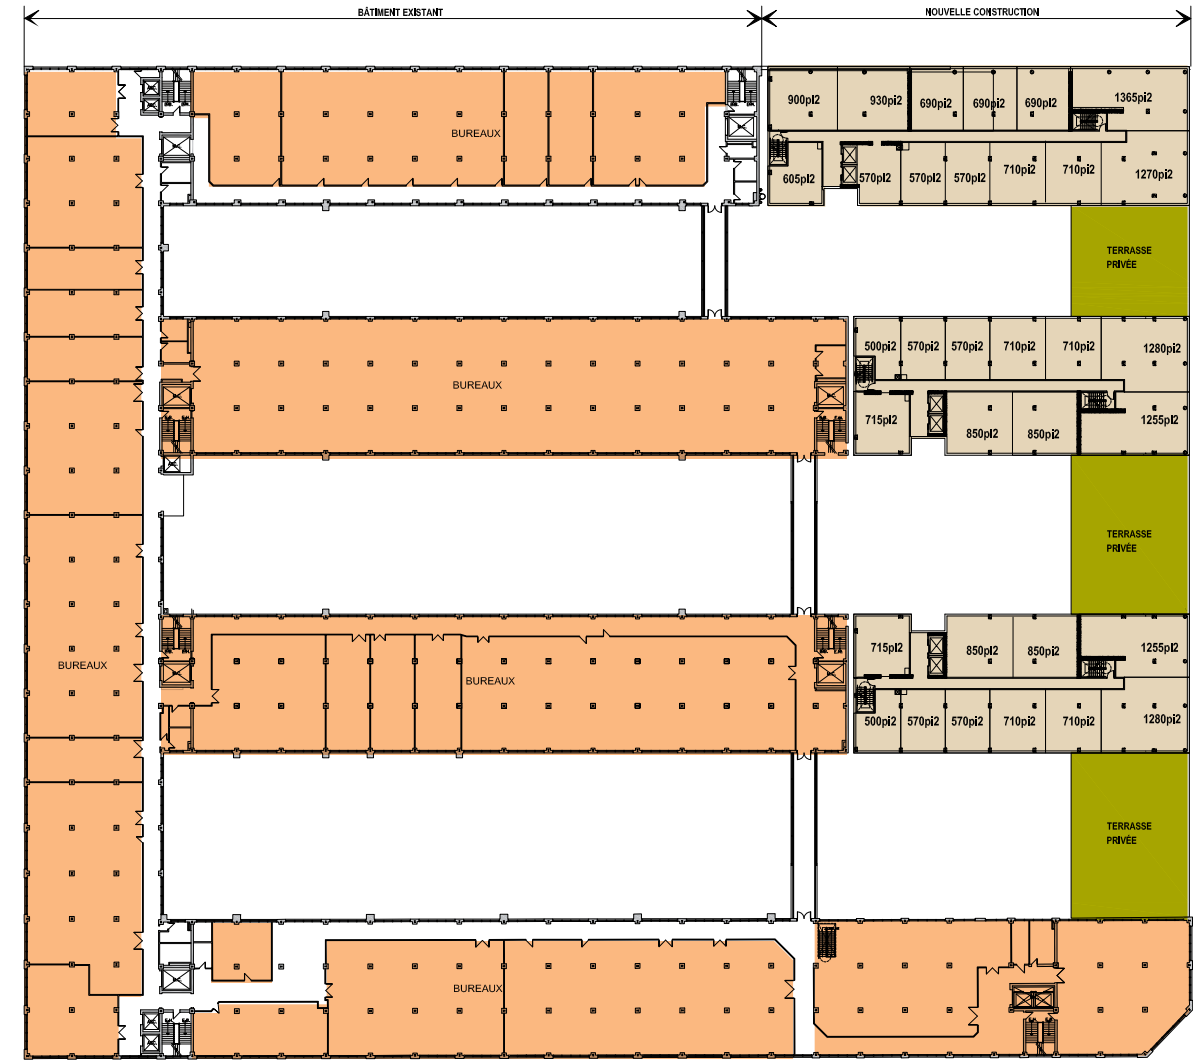 BÂTIMENT EXISTANT
NOUVELLE CONSTRUCTION
900pi2
930pi2
690pi2
690pi2
690pi2
1365pi2
BUREAUX
605pi2
570pi2
570pi2
570pi2
710pi2
710pi2
1270pi2
TERRASSE
PRIVÉE
500pi2
570pi2
570pi2
710pi2
710pi2
1280pi2
BUREAUX
715pi2
850pi2
850pi2
1255pi2
TERRASSE
PRIVÉE
715pi2
850pi2
850pi2
1255pi2
BUREAUX
BUREAUX
500pi2
570pi2
570pi2
710pi2
710pi2
1280pi2
TERRASSE
PRIVÉE
BUREAUX